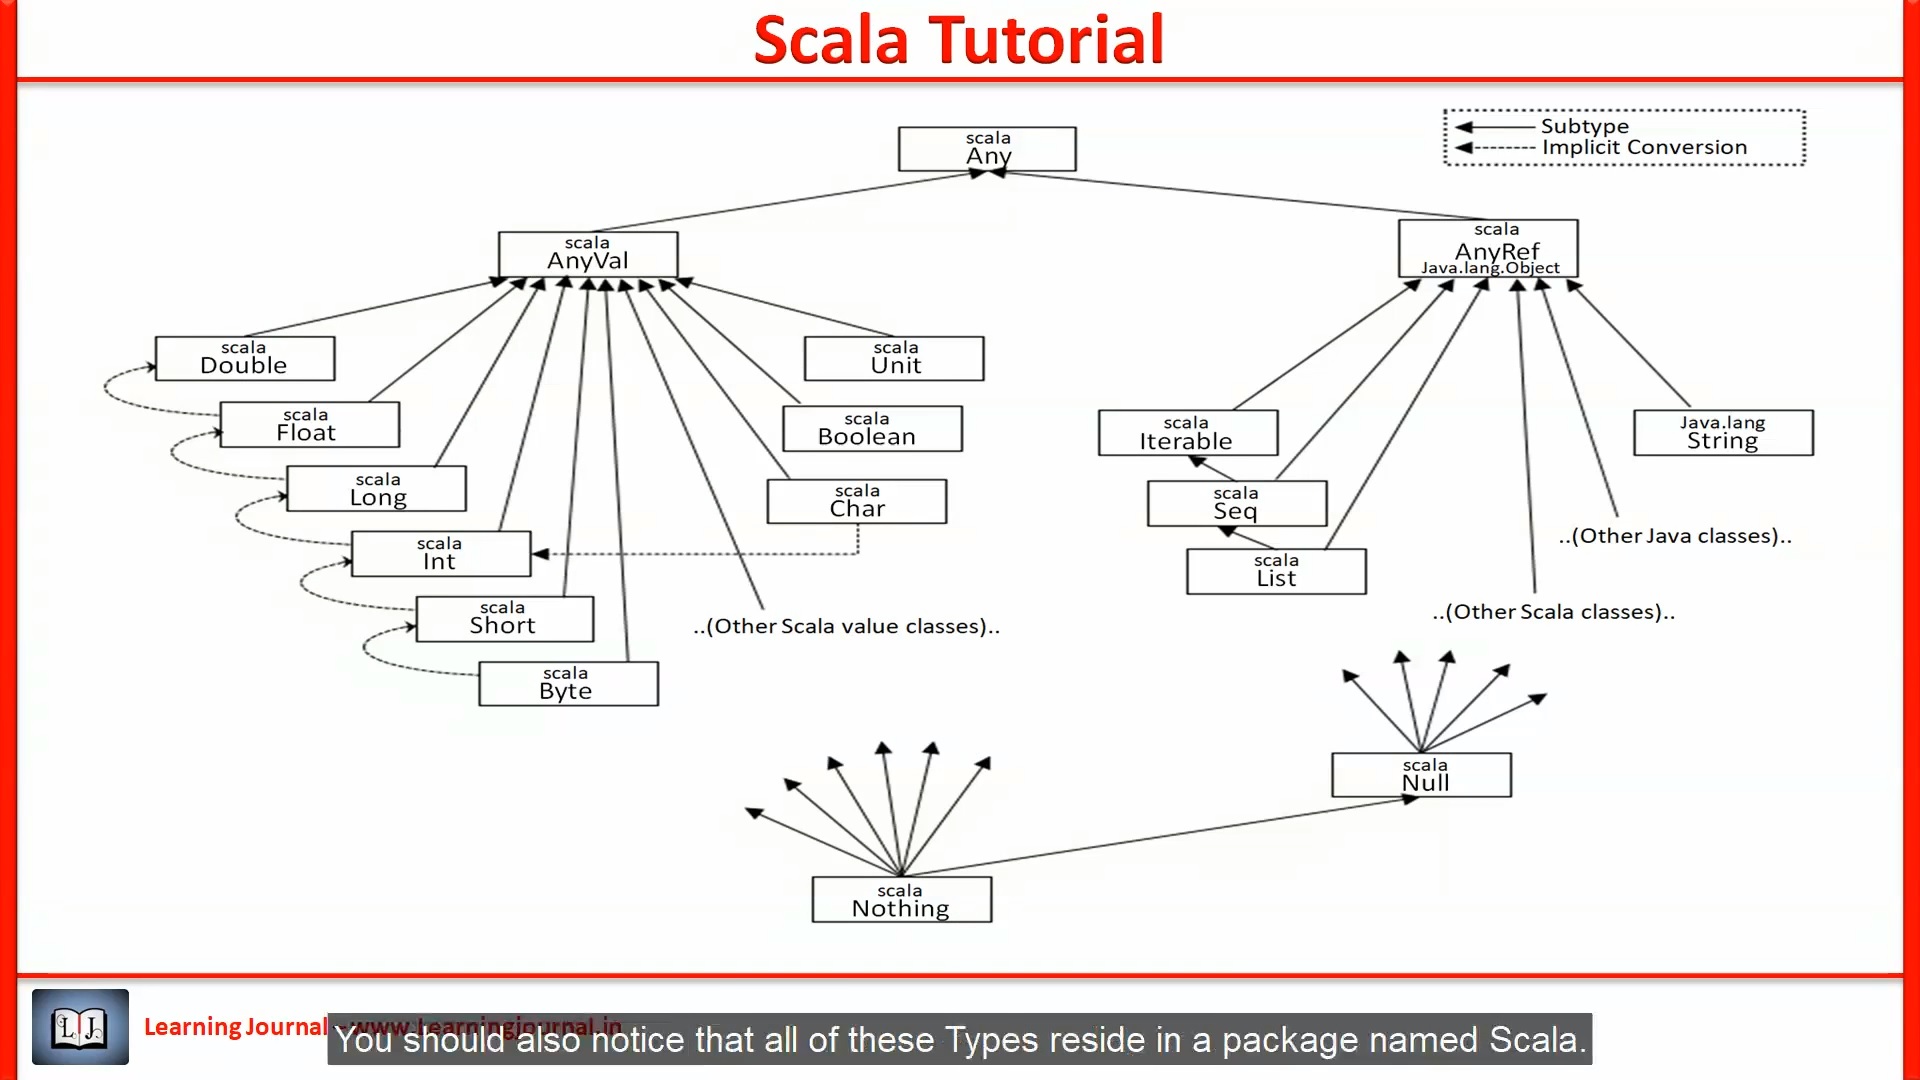 Scala Tutorial
Subtype
Implicit Conversion
scala
Any
scala
AnyVal
scala
AnyRef
Java.lang.Object
scala
Double
scala
Unit
scala
Float
scala
Boolean
scala
Iterable
Java.lang
String
scala
Long
scala
Char
scala
Seq
scala
Int
scala
List
..(Other Java classes)..
scala
Short
..(Other Scala value classes)..
..(Other Scala classes)..
scala
Byte
scala
Null
scala
Nothing
LJ
Learning Journal - www.Learningjournal.in
You should also notice that all of these Types reside in a package named Scala.